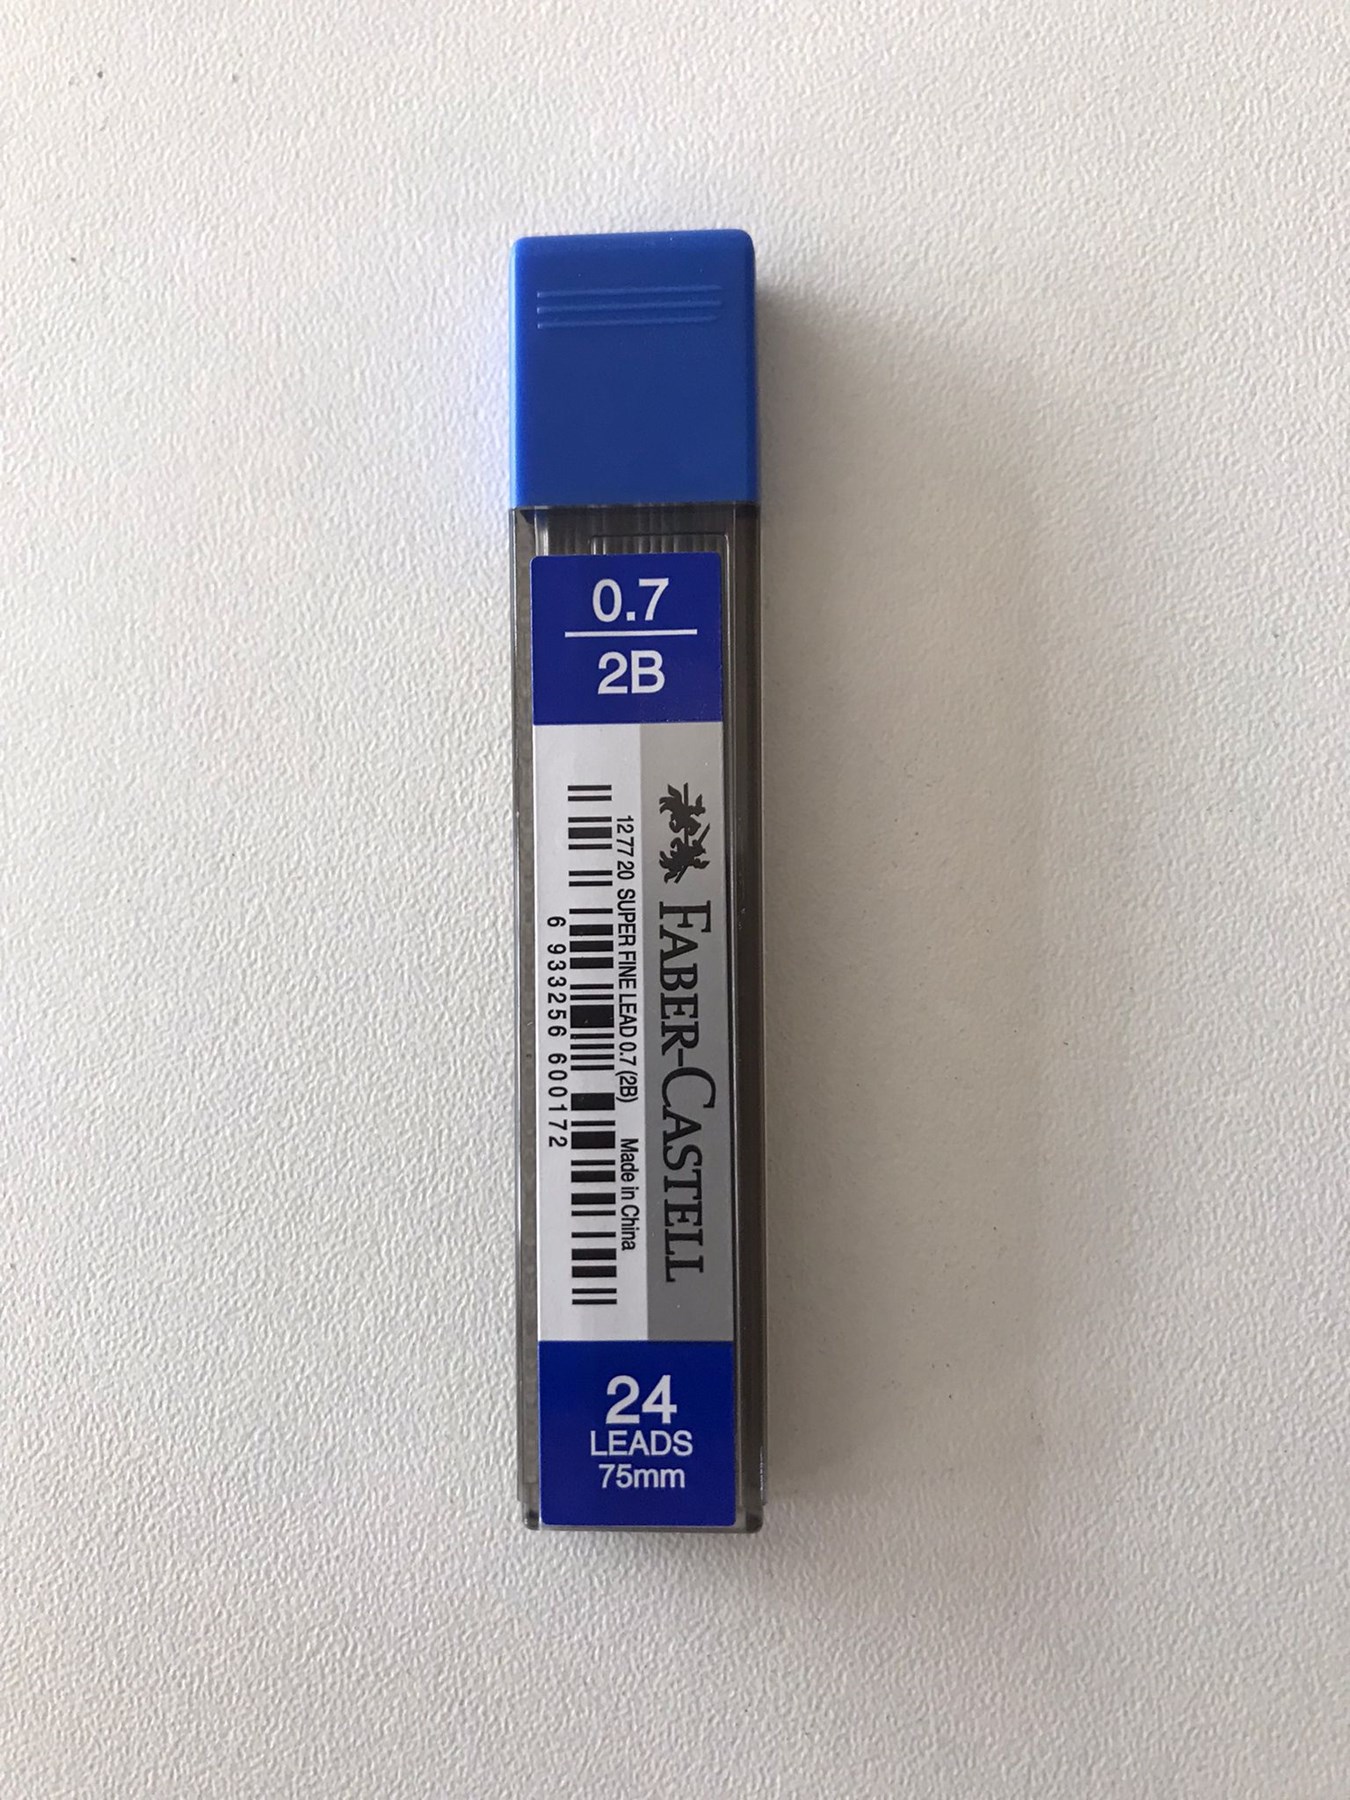 0.7
2B
FABER-CASTELL
12 77 20 SUPER FINE LEAD 0.7 (2B) Made in China
6 933256 600172
24
LEADS
75mm